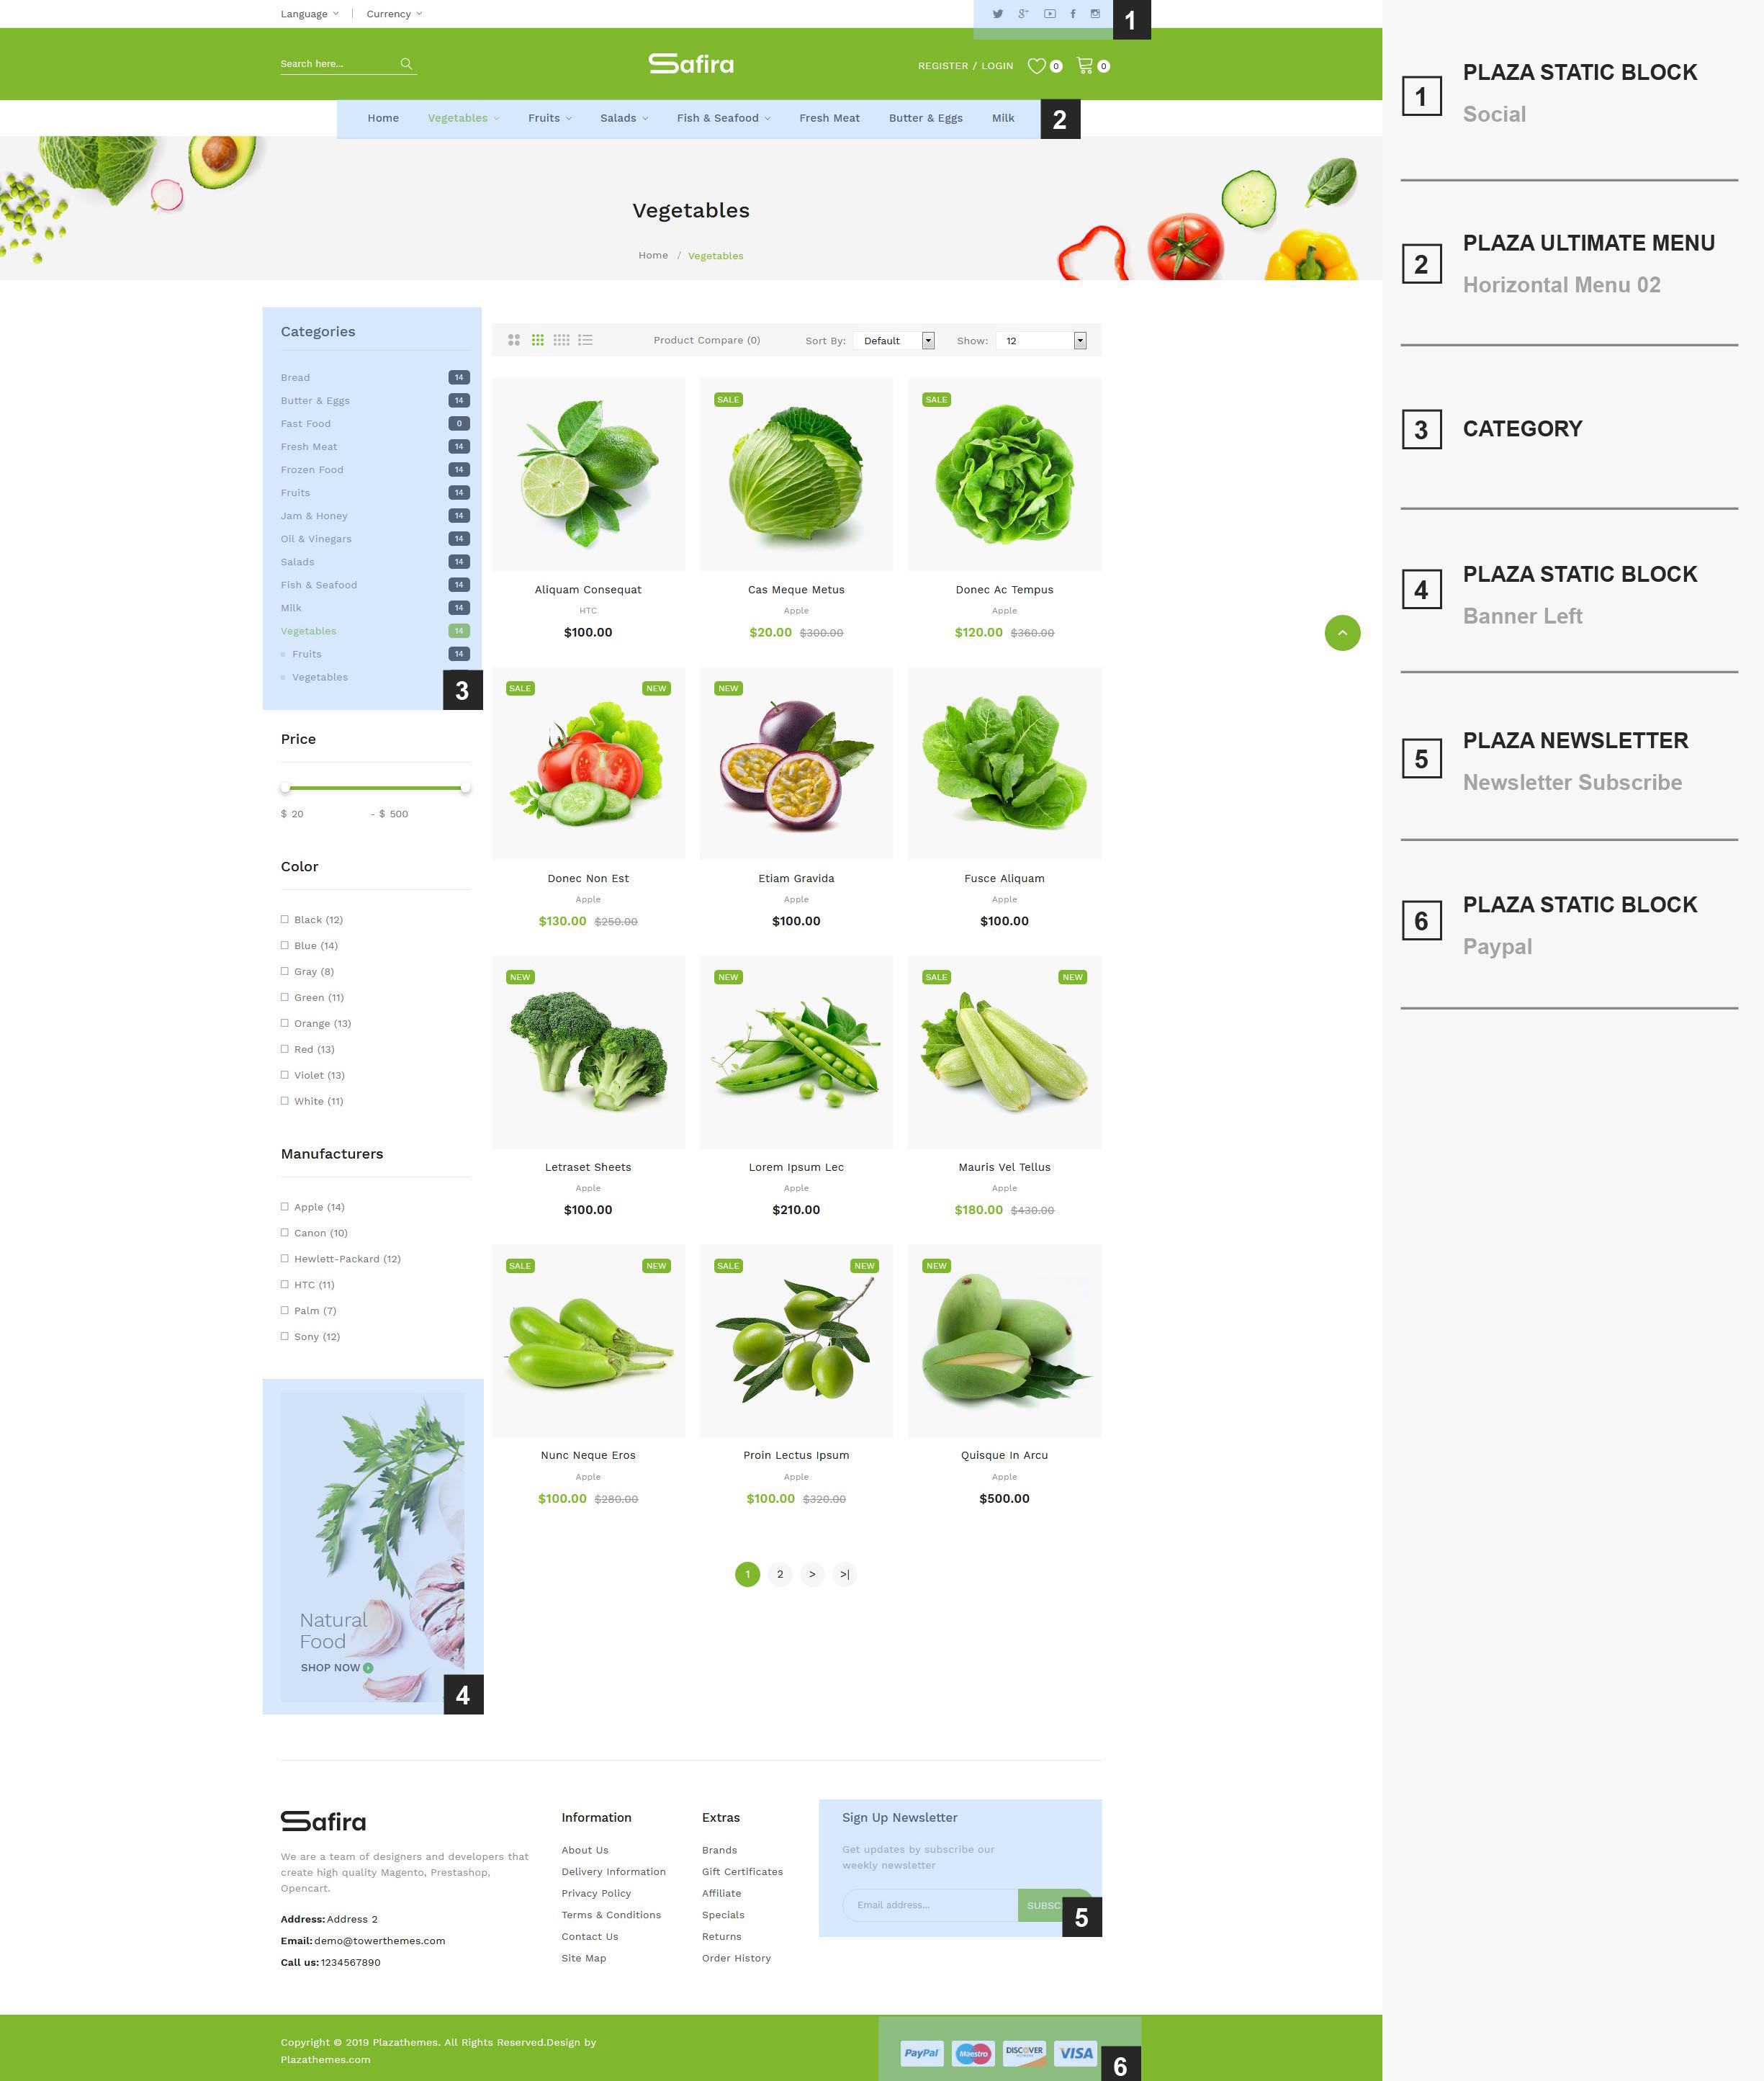 Language Currency
1
Search here...
Safira
REGISTER / LOGIN 0 0
Home Vegetables Fruits Salads Fish & Seafood Fresh Meat Butter & Eggs Milk
2
Vegetables
Home / Vegetables
Categories
Bread 14
Butter & Eggs 14
Fast Food 0
Fresh Meat 14
Frozen Food 14
Fruits 14
Jam & Honey 14
Oil & Vinegars 14
Salads 14
Fish & Seafood 14
Milk 14
Vegetables 14
Fruits 14
Vegetables
3
Price
$ 20 - $ 500
Color
Black (12)
Blue (14)
Gray (8)
Green (11)
Orange (13)
Red (13)
Violet (13)
White (11)
Manufacturers
Apple (14)
Canon (10)
Hewlett-Packard (12)
HTC (11)
Palm (7)
Sony (12)
Natural
Food
SHOP NOW
4
Product Compare (0) Sort By: Default Show: 12
SALE SALE
Aliquam Consequat Cas Meque Metus Donec Ac Tempus
HTC Apple Apple
$100.00 $20.00 $300.00 $120.00 $360.00
SALE NEW NEW
Donec Non Est Etiam Gravida Fusce Aliquam
Apple Apple Apple
$130.00 $250.00 $100.00 $100.00
NEW NEW SALE NEW
Letraset Sheets Lorem Ipsum Lec Mauris Vel Tellus
Apple Apple Apple
$100.00 $210.00 $180.00 $430.00
SALE NEW SALE NEW NEW
Nunc Neque Eros Proin Lectus Ipsum Quisque In Arcu
Apple Apple Apple
$100.00 $280.00 $100.00 $320.00 $500.00
1 2 > >|
Safira
We are a team of designers and developers that
create high quality Magento, Prestashop,
Opencart.
Address: Address 2
Email: demo@towerthemes.com
Call us: 1234567890
Information
About Us
Delivery Information
Privacy Policy
Terms & Conditions
Contact Us
Site Map
Extras
Brands
Gift Certificates
Affiliate
Specials
Returns
Order History
Sign Up Newsletter
Get updates by subscribe our
weekly newsletter
Email address... SUBSC
5
Copyright © 2019 Plazathemes. All Rights Reserved.Design by
Plazathemes.com
PayPal Maestro DISCOVER VISA
6
1 PLAZA STATIC BLOCK
Social
2 PLAZA ULTIMATE MENU
Horizontal Menu 02
3 CATEGORY
4 PLAZA STATIC BLOCK
Banner Left
5 PLAZA NEWSLETTER
Newsletter Subscribe
6 PLAZA STATIC BLOCK
Paypal